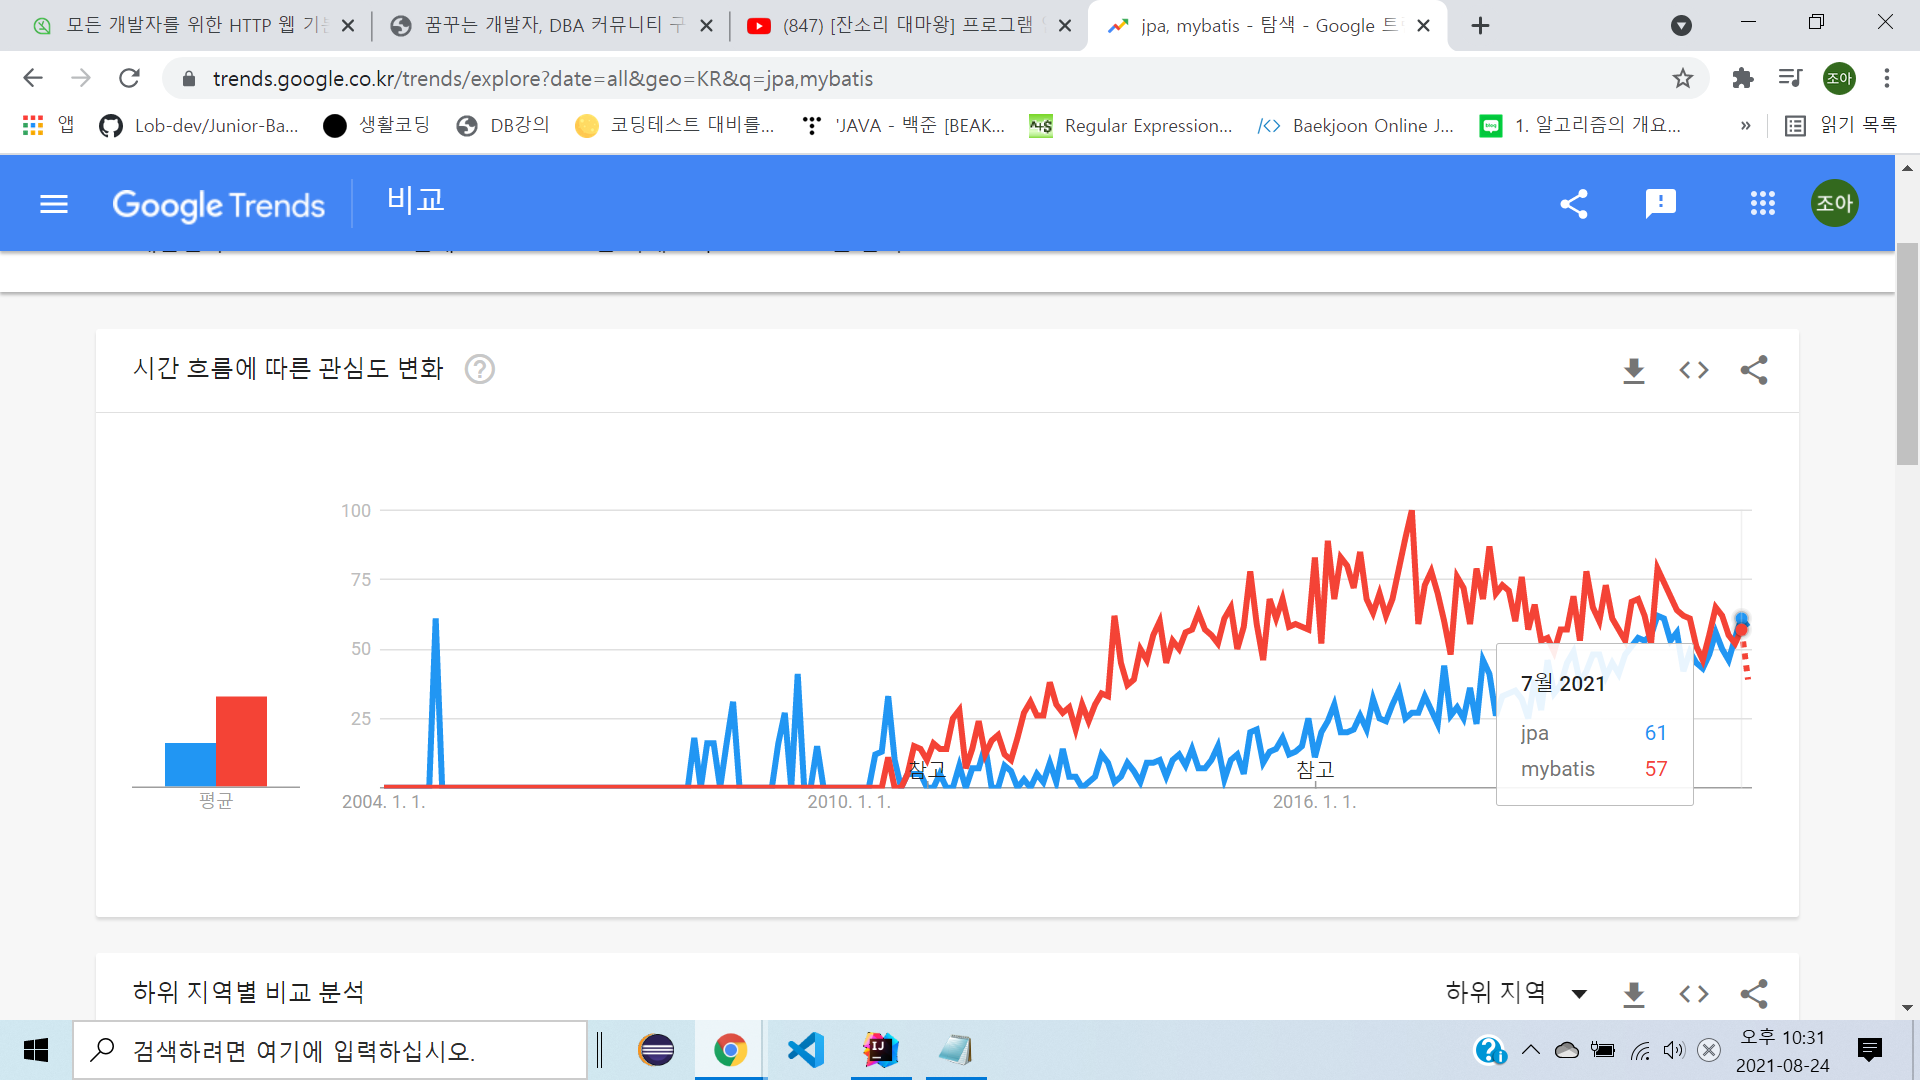 모든 개발자를 위한 HTTP 웹 기
꿈꾸는 개발자, DBA 커뮤니티 구
(847) [잔소리 대마왕] 프로그램
jpa, mybatis - 탐색 - Google 트
trends.google.co.kr/trends/explore?date=all&geo=KR&q=jpa,mybatis
조아
앱
Lob-dev/Junior-Ba...
생활코딩
DB강의
코딩테스트 대비를...
'JAVA - 백준 [BEAK...
Regular Expression...
Baekjoon Online J...
1. 알고리즘의 개요...
»
읽기 목록
Google Trends
비교
조아
시간 흐름에 따른 관심도 변화
100
75
50
25
참고
참고
평균
2004. 1. 1.
2010. 1. 1.
2016. 1. 1.
7월 2021
jpa 61
mybatis 57
하위 지역별 비교 분석
하위 지역
검색하려면 여기에 입력하십시오.
오후 10:31
2021-08-24